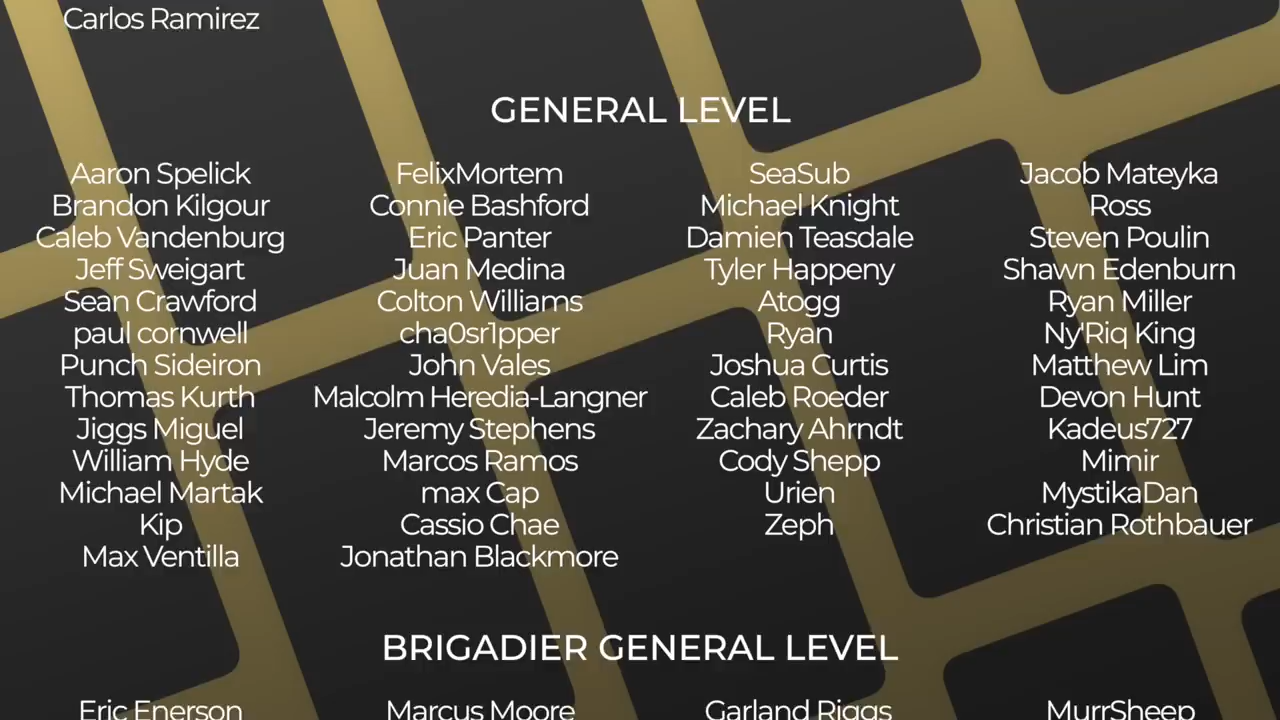 Carlos Ramirez
GENERAL LEVEL
Aaron Spelick
Brandon Kilgour
Caleb Vandenburg
Jeff Sweigart
Sean Crawford
paul cornwell
Punch Sideiron
Thomas Kurth
Jiggs Miguel
William Hyde
Michael Martak
Kip
Max Ventilla
FelixMortem
Connie Bashford
Eric Panter
Juan Medina
Colton Williams
cha0sr1pper
John Vales
Malcolm Heredia-Langner
Jeremy Stephens
Marcos Ramos
max Cap
Cassio Chae
Jonathan Blackmore
SeaSub
Michael Knight
Damien Teasdale
Tyler Happeny
Atogg
Ryan
Joshua Curtis
Caleb Roeder
Zachary Ahrndt
Cody Shepp
Urien
Zeph
Jacob Mateyka
Ross
Steven Poulin
Shawn Edenburn
Ryan Miller
Ny'Riq King
Matthew Lim
Devon Hunt
Kadeus727
Mimir
MystikaDan
Christian Rothbauer
BRIGADIER GENERAL LEVEL
Eric Enerson
Marcus Moore
Garland Riggs
MurrSheep